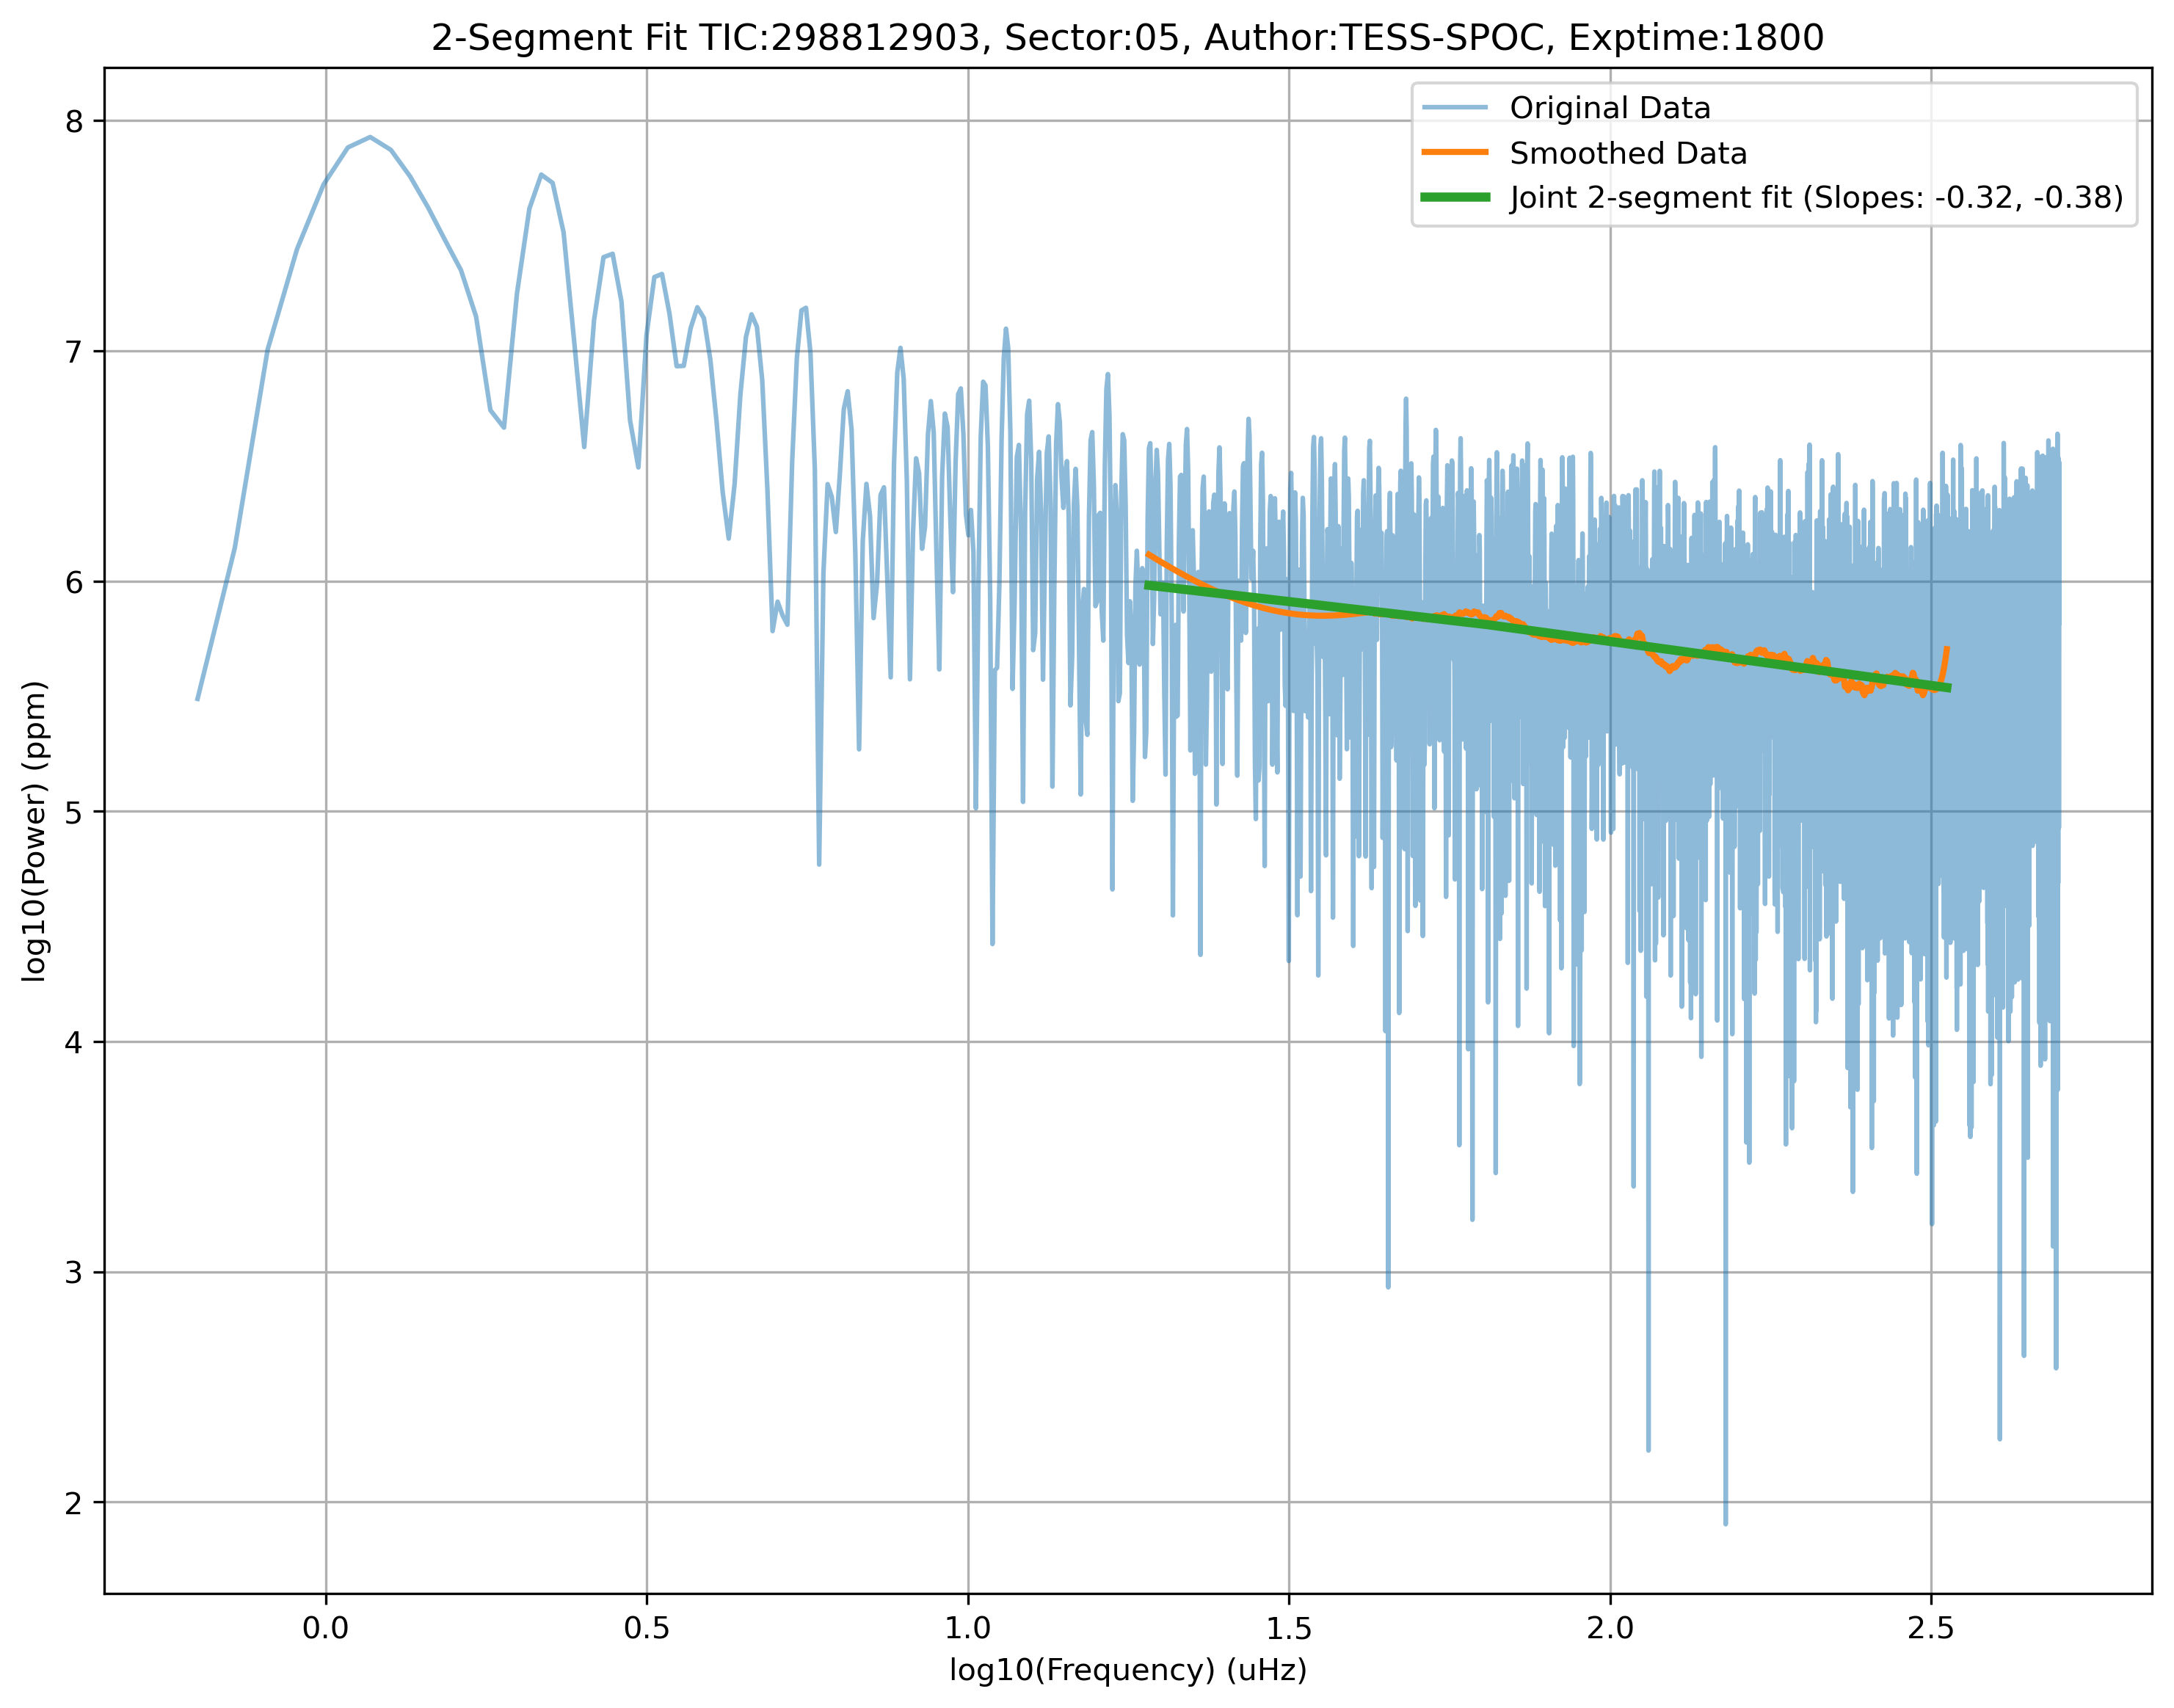 2-Segment Fit TIC:298812903, Sector:05, Author:TESS-SPOC, Exptime:1800
Original Data
Smoothed Data
Joint 2-segment fit (Slopes: -0.32, -0.38)
log10(Power) (ppm)
8
7
6
5
4
3
2
0.0 0.5 1.0 1.5 2.0 2.5
log10(Frequency) (uHz)